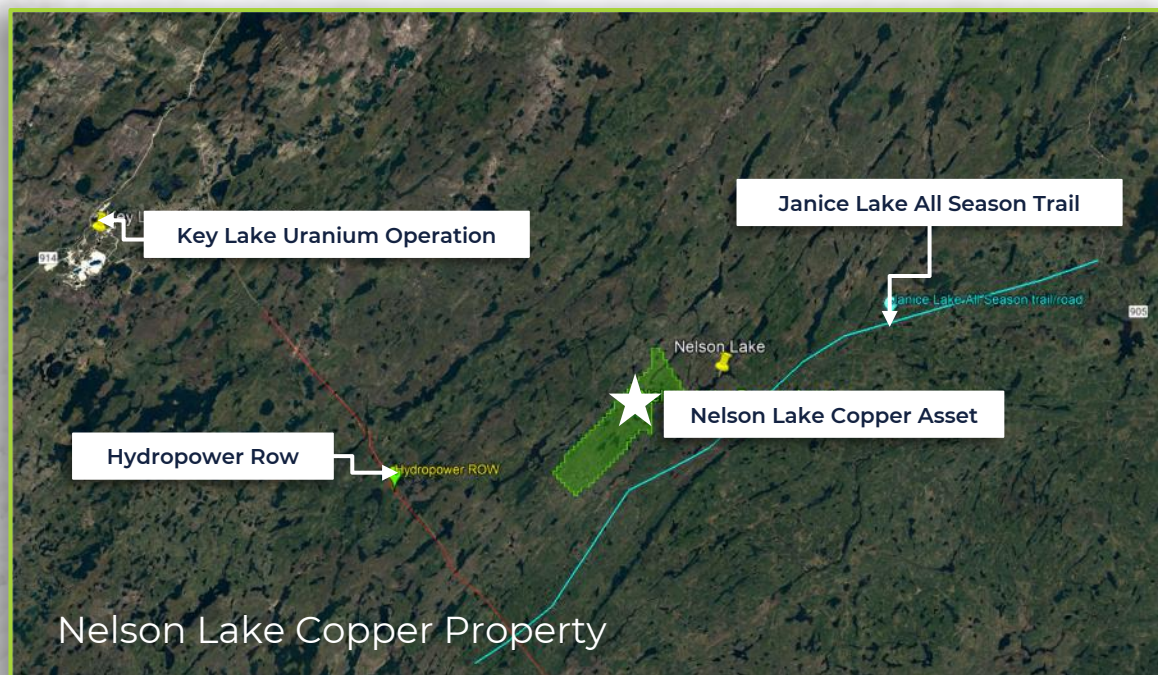 Janice Lake All Season Trail
Key L
Key Lake Uranium Operation
914
Janice Lake All Season trail/road
905
Nelson Lake
Nelson Lake Copper Asset
Hydropower Row
Hydropower ROW
Nelson Lake Copper Property